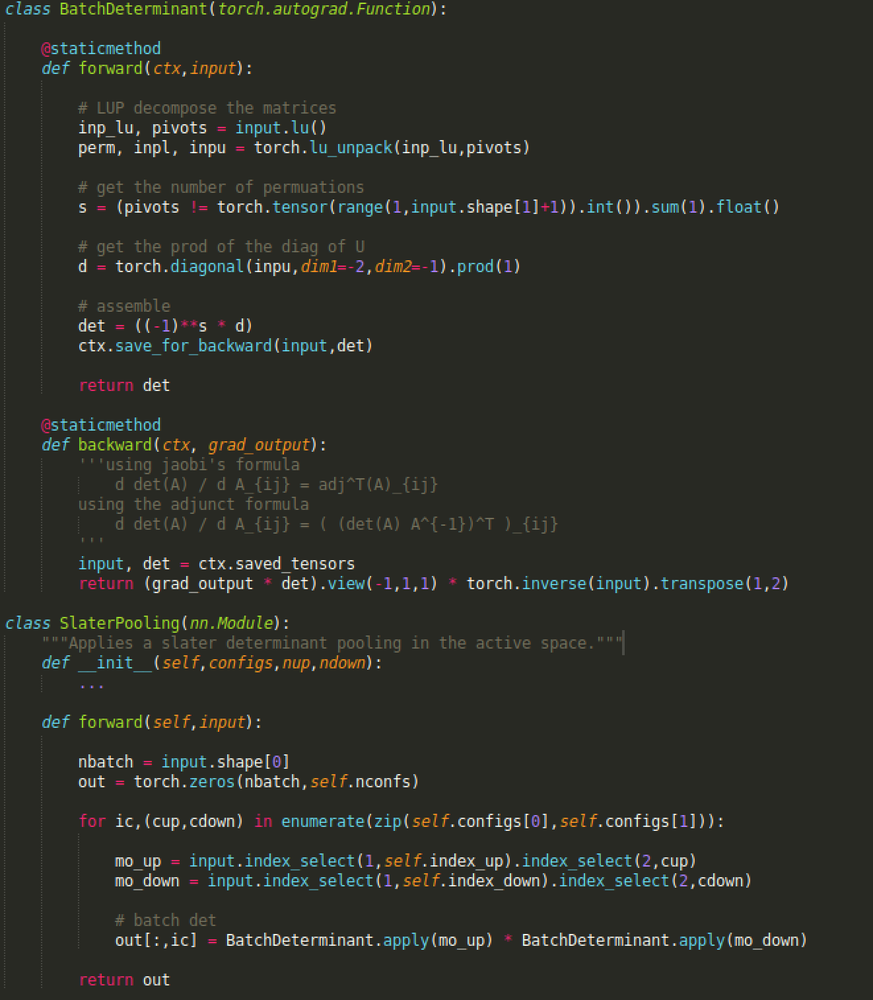 class BatchDeterminant(torch.autograd.Function):
@staticmethod
def forward(ctx,input):
# LUP decompose the matrices
inp_lu, pivots = input.lu()
perm, inpl, inpu = torch.lu_unpack(inp_lu,pivots)
# get the number of permuations
s = (pivots != torch.tensor(range(1,input.shape[1]+1)).int()).sum(1).float()
# get the prod of the diag of U
d = torch.diagonal(inpu,dim1=-2,dim2=-1).prod(1)
# assemble
det = ((-1)**s * d)
ctx.save_for_backward(input,det)
return det
@staticmethod
def backward(ctx, grad_output):
'''using jaobi's formula
d det(A) / d A_{ij} = adj^T(A)_{ij}
using the adjunct formula
d det(A) / d A_{ij} = ( (det(A) A^{-1})^T )_{ij}
'''
input, det = ctx.saved_tensors
return (grad_output * det).view(-1,1,1) * torch.inverse(input).transpose(1,2)
class SlaterPooling(nn.Module):
"""Applies a slater determinant pooling in the active space."""
def __init__(self,configs,nup,ndown):
...
def forward(self,input):
nbatch = input.shape[0]
out = torch.zeros(nbatch,self.nconfs)
for ic,(cup,cdown) in enumerate(zip(self.configs[0],self.configs[1])):
mo_up = input.index_select(1,self.index_up).index_select(2,cup)
mo_down = input.index_select(1,self.index_down).index_select(2,cdown)
# batch det
out[:,ic] = BatchDeterminant.apply(mo_up) * BatchDeterminant.apply(mo_down)
return out